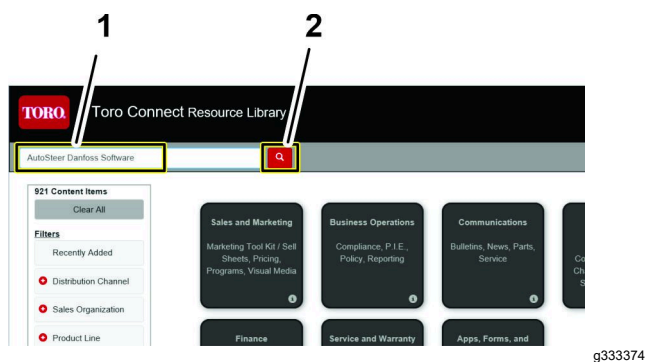 1
2
TORO.
Toro Connect Resource Library
AutoSteer Danfoss Software
921 Content Items
Clear All
Filters
Recently Added
Distribution Channel
Sales Organization
Product Line
Sales and Marketing
Marketing Tool Kit / Sell
Sheets, Pricing,
Programs, Visual Media
Business Operations
Compliance, P.I.E.,
Policy, Reporting
Communications
Bulletins, News, Parts,
Service
Co
Ch
S
Finance
Service and Warranty
Apps, Forms, and
g333374